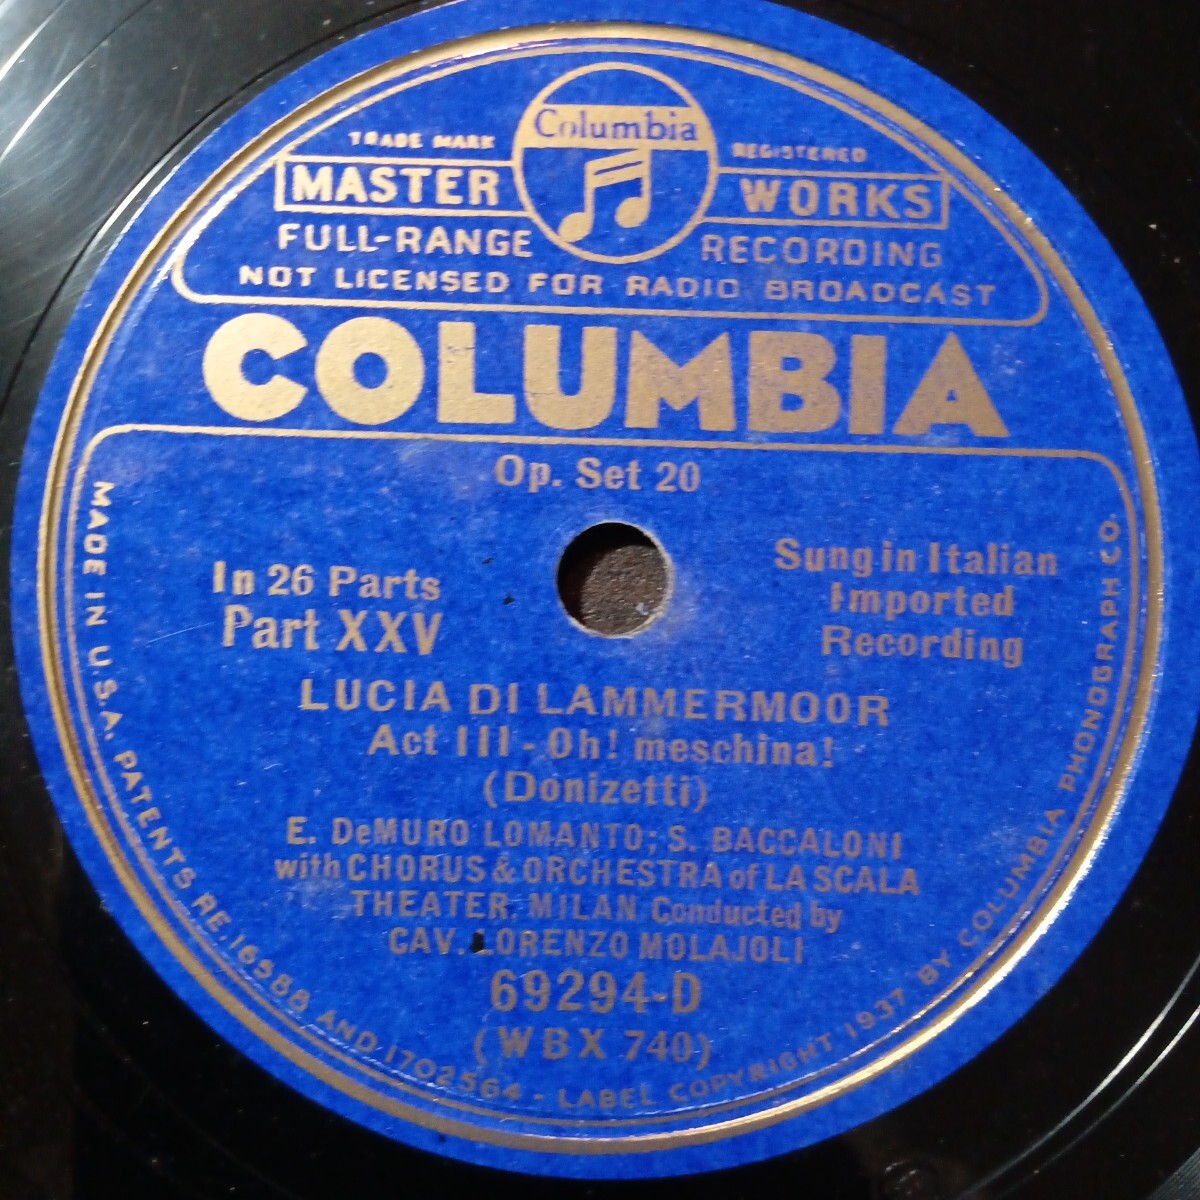 Columbia
TRADE MARK REGISTERED
MASTER WORKS
FULL-RANGE RECORDING
NOT LICENSED FOR RADIO BROADCAST
COLUMBIA
Op. Set 20
In 26 Parts
Part XXV
Sung in Italian
Imported
Recording
LUCIA DI LAMMERMOOR
Act III - Oh! meschina!
(Donizetti)
E. DeMURO LOMANTO; S. BACCALONI
with CHORUS & ORCHESTRA of LA SCALA
THEATER, MILAN Conducted by
CAV. LORENZO MOLAJOLI
69294-D
(WBX 740)
MADE IN U.S.A. PATENTS RE. 16588 AND 1702564 - LABEL COPYRIGHT 1937 BY COLUMBIA PHONOGRAPH CO.